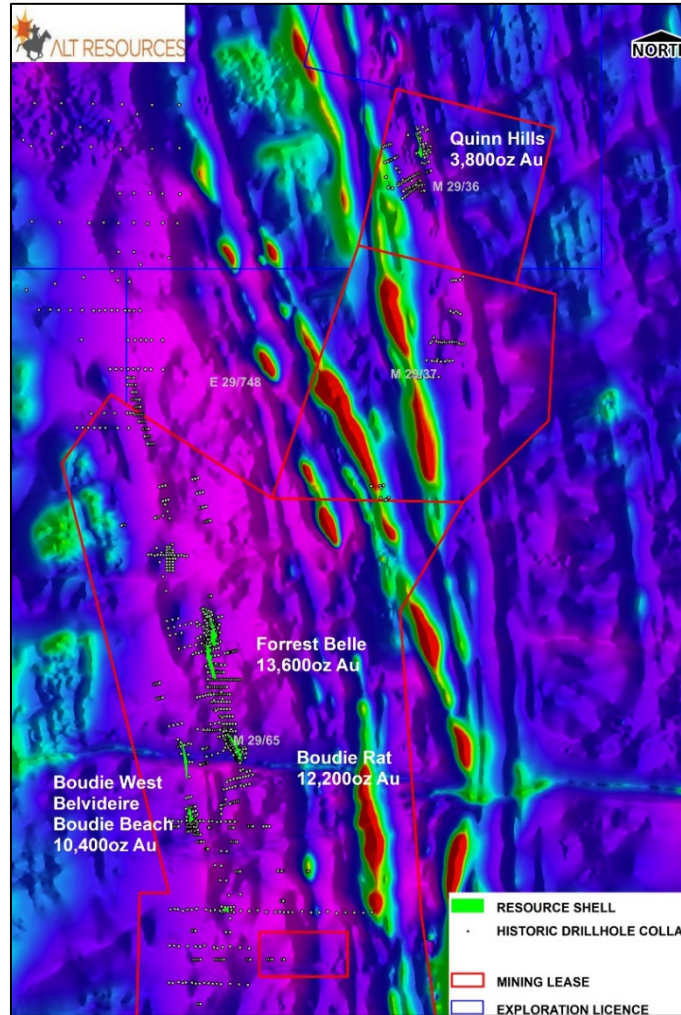 ALT RESOURCES
NORTH
Quinn Hills
3,800oz Au
M 29/36
E 29/748
M 29/37
Forrest Belle
13,600oz Au
M 29/65
Boudie Rat
12,200oz Au
Boudie West
Belvideire
Boudie Beach
10,400oz Au
RESOURCE SHELL
HISTORIC DRILLHOLE COLLA
MINING LEASE
EXPLORATION LICENCE